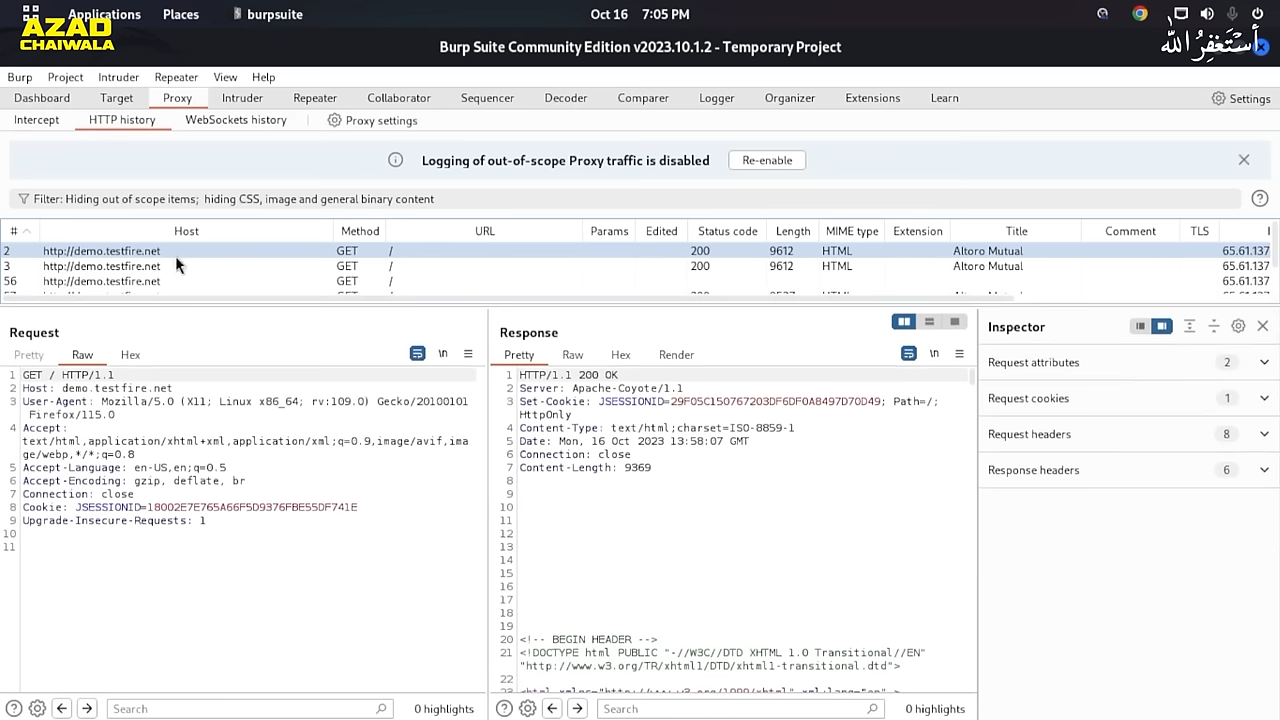 Applications Places burpsuite Oct 16 7:05 PM
AZAD
CHAIWALA
أستغفر الله
Burp Suite Community Edition v2023.10.1.2 - Temporary Project
Burp Project Intruder Repeater View Help
Dashboard Target Proxy Intruder Repeater Collaborator Sequencer Decoder Comparer Logger Organizer Extensions Learn Settings
Intercept HTTP history WebSockets history Proxy settings
Logging of out-of-scope Proxy traffic is disabled Re-enable
Filter: Hiding out of scope items; hiding CSS, image and general binary content
# Host Method URL Params Edited Status code Length MIME type Extension Title Comment TLS
2 http://demo.testfire.net GET / 200 9612 HTML Altoro Mutual 65.61.137
3 http://demo.testfire.net GET / 200 9612 HTML Altoro Mutual 65.61.137
56 http://demo.testfire.net GET / 65.61.137
Request
Pretty Raw Hex \n
1 GET / HTTP/1.1
2 Host: demo.testfire.net
3 User-Agent: Mozilla/5.0 (X11; Linux x86_64; rv:109.0) Gecko/20100101
Firefox/115.0
4 Accept:
text/html,application/xhtml+xml,application/xml;q=0.9,image/avif,ima
ge/webp,*/*;q=0.8
5 Accept-Language: en-US,en;q=0.5
6 Accept-Encoding: gzip, deflate, br
7 Connection: close
8 Cookie: JSESSIONID=18002E7E765A66F5D9376FBE55DF741E
9 Upgrade-Insecure-Requests: 1
10
11
Search 0 highlights
Response
Pretty Raw Hex Render \n
1 HTTP/1.1 200 OK
2 Server: Apache-Coyote/1.1
3 Set-Cookie: JSESSIONID=29F05C150767203DF6DF0A8497D70D49; Path=/;
HttpOnly
4 Content-Type: text/html;charset=ISO-8859-1
5 Date: Mon, 16 Oct 2023 13:58:07 GMT
6 Connection: close
7 Content-Length: 9369
8
9
10
11
12
13
14
15
16
17
18
19
20 <!-- BEGIN HEADER -->
21 <!DOCTYPE html PUBLIC "-//W3C//DTD XHTML 1.0 Transitional//EN"
"http://www.w3.org/TR/xhtml1/DTD/xhtml1-transitional.dtd">
22
Search 0 highlights
Inspector
Request attributes 2
Request cookies 1
Request headers 8
Response headers 6